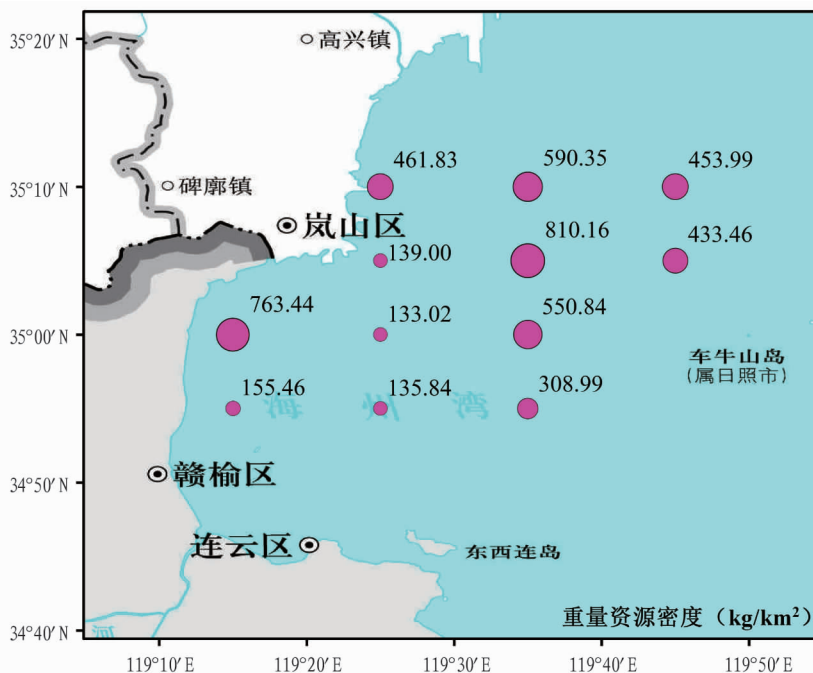 35°20′ N
高兴镇
461.83
590.35
453.99
35°10′ N
碑廓镇
岚山区
810.16
433.46
139.00
763.44
133.02
550.84
35°00′ N
车牛山岛
(属日照市)
155.46
135.84
308.99
海州湾
34°50′ N
赣榆区
连云区
东西连岛
重量资源密度（kg/km²）
34°40′ N
河
119°10′ E
119°20′ E
119°30′ E
119°40′ E
119°50′ E